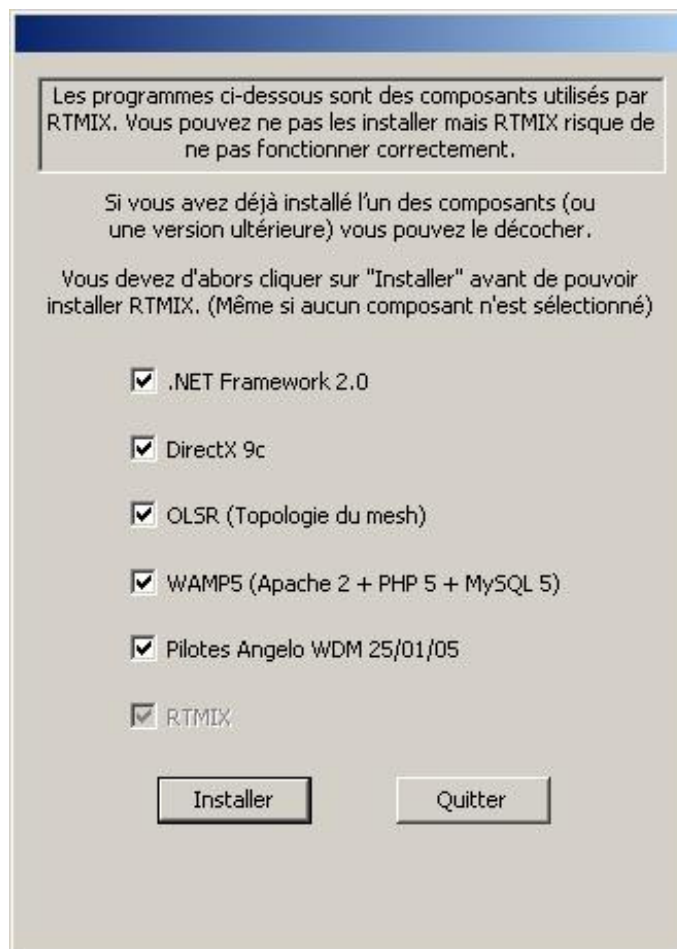 Les programmes ci-dessous sont des composants utilisés par
RTMIX. Vous pouvez ne pas les installer mais RTMIX risque de
ne pas fonctionner correctement.
Si vous avez déjà installé l'un des composants (ou
une version ultérieure) vous pouvez le décocher.
Vous devez d'abors cliquer sur "Installer" avant de pouvoir
installer RTMIX. (Même si aucun composant n'est sélectionné)
.NET Framework 2.0
DirectX 9c
OLSR (Topologie du mesh)
WAMP5 (Apache 2 + PHP 5 + MySQL 5)
Pilotes Angelo WDM 25/01/05
RTMIX
Installer Quitter